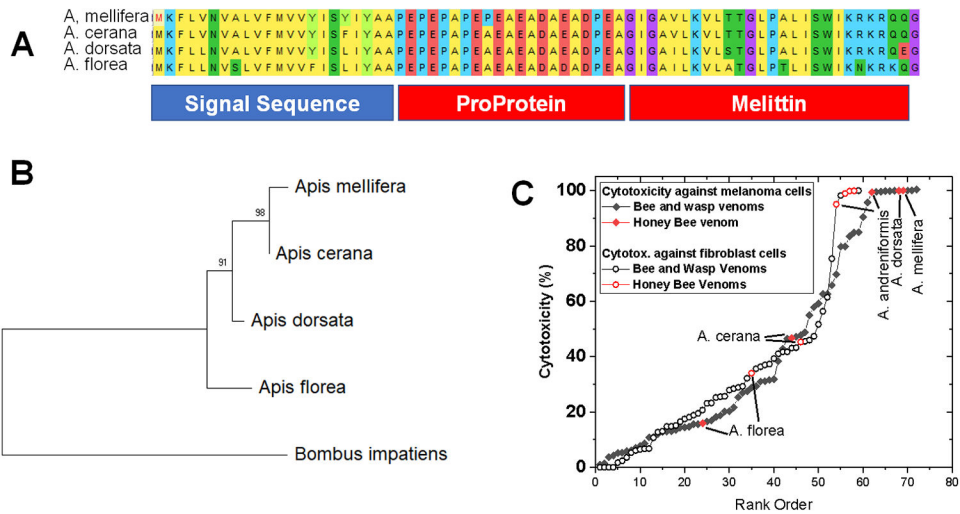 A, mellifera MKFLVNVALVFMVVYISYIYAAPEPEPAPEPEAEADAEADPEAGIGAVLKVLTTGLPALISWIKRKRQQG
A. cerana MKFLVNVALVFMVVYISFIYAAPEPEPAPEAEAEADAEADPEAGIGAVLKVLTTGLPALISWIKRKRQQG
A
A. dorsata MKFLLNVALVFMVVYISFIYAAPEPEPAPEAEAEADADADPEAGIGAVLKVLSTGLPALISWIKRKRQEG
A. florea MKFLVNVSLVFMVVYISLIYAAPEPEPAPEAEAEADADADPEAGIGAILKVLATGLPTLISWIKNKRKQG
Signal Sequence ProProtein Melittin
B
Apis mellifera
98
Apis cerana
91
Apis dorsata
Apis florea
Bombus impatiens
C
Cytotoxicity against melanoma cells
Bee and wasp venoms
Honey Bee venom
Cytotox. against fibroblast cells
Bee and Wasp Venoms
Honey Bee Venoms
A. andreniformis
A. dorsata
A. mellifera
A. cerana
A. florea
Cytotoxicity (%)
100
80
60
40
20
0
0 10 20 30 40 50 60 70 80
Rank Order